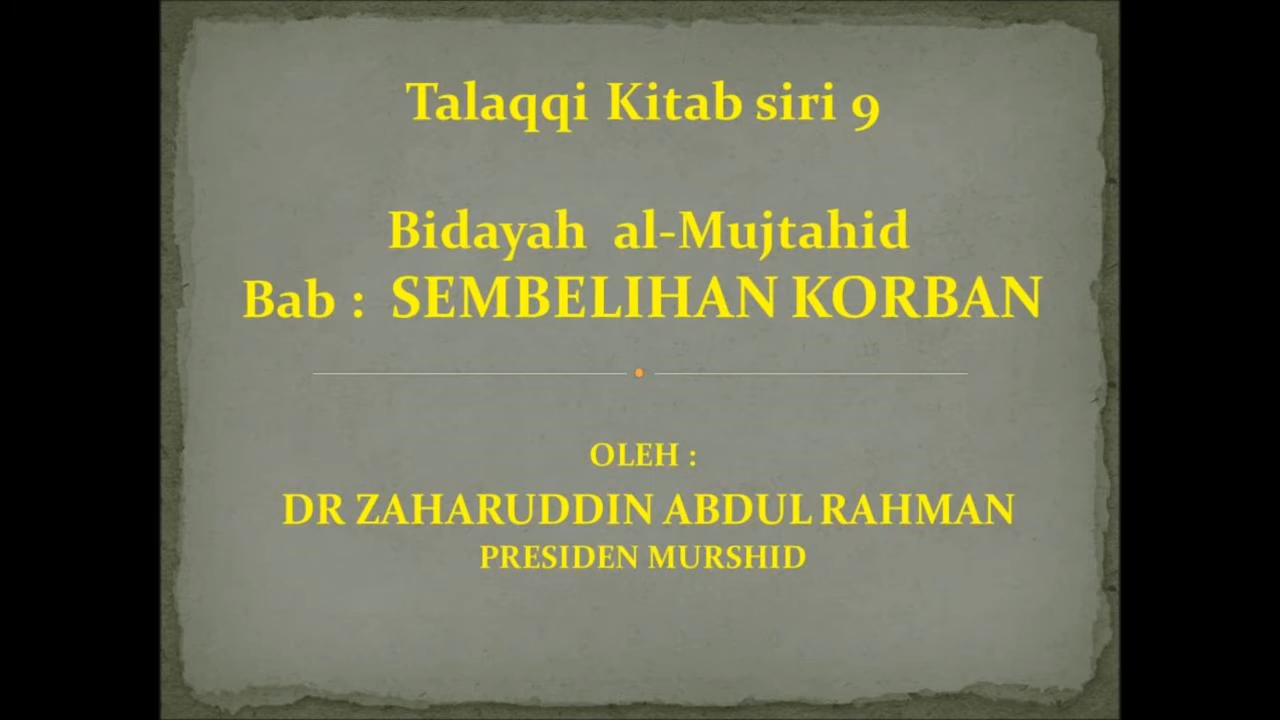 Talaqqi Kitab siri 9
Bidayah al-Mujtahid
Bab : SEMBELIHAN KORBAN
OLEH :
DR ZAHARUDDIN ABDUL RAHMAN
PRESIDEN MURSHID